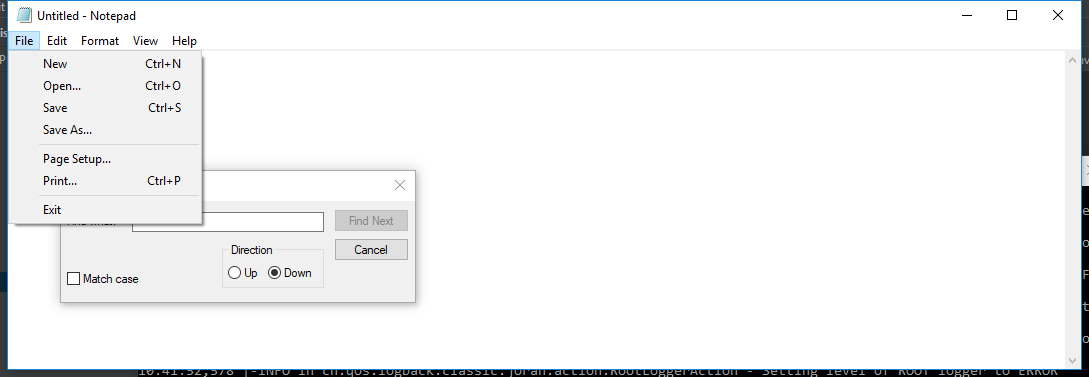 Untitled - Notepad
File Edit Format View Help
New Ctrl+N
Open... Ctrl+O
Save Ctrl+S
Save As...
Page Setup...
Print... Ctrl+P
Exit
Find Next
Direction
Cancel
Up Down
Match case
10:41:52,578 |-INFO in ch.qos.logback.classic.joran.action.RootLoggerAction - Setting level of ROOT logger to ERROR